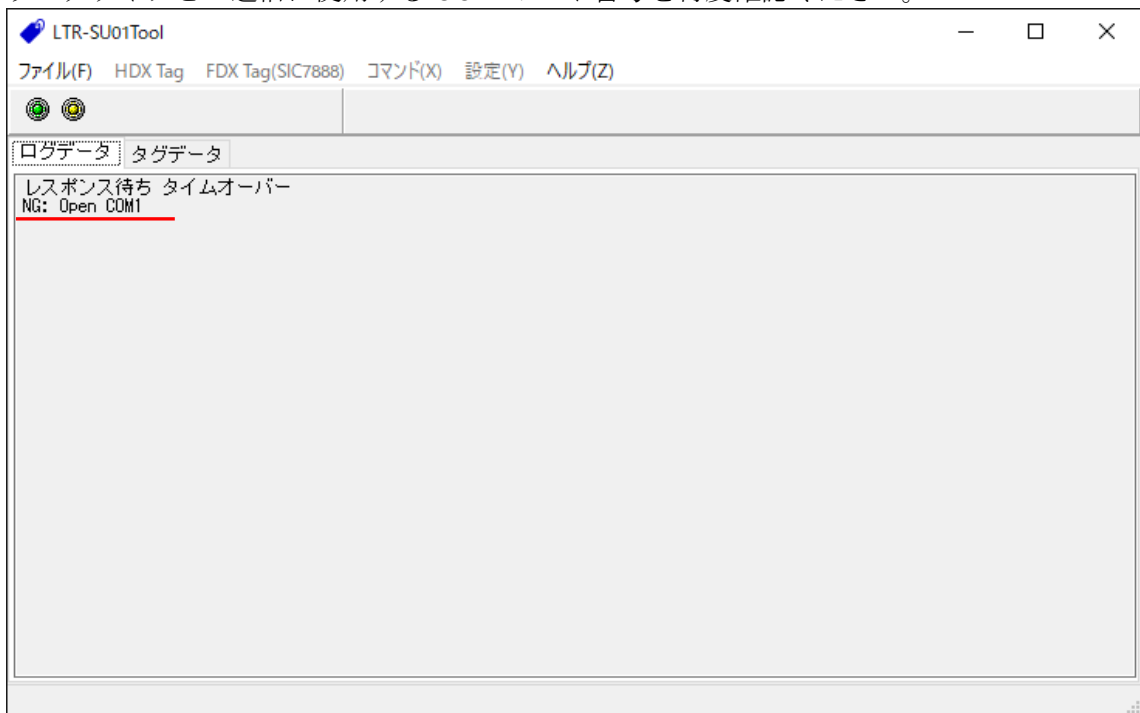 LTR-SU01Tool
ファイル(F) HDX Tag FDX Tag(SIC7888) コマンド(X) 設定(Y) ヘルプ(Z)
ログデータ タグデータ
レスポンス待ち タイムオーバー
NG: Open COM1